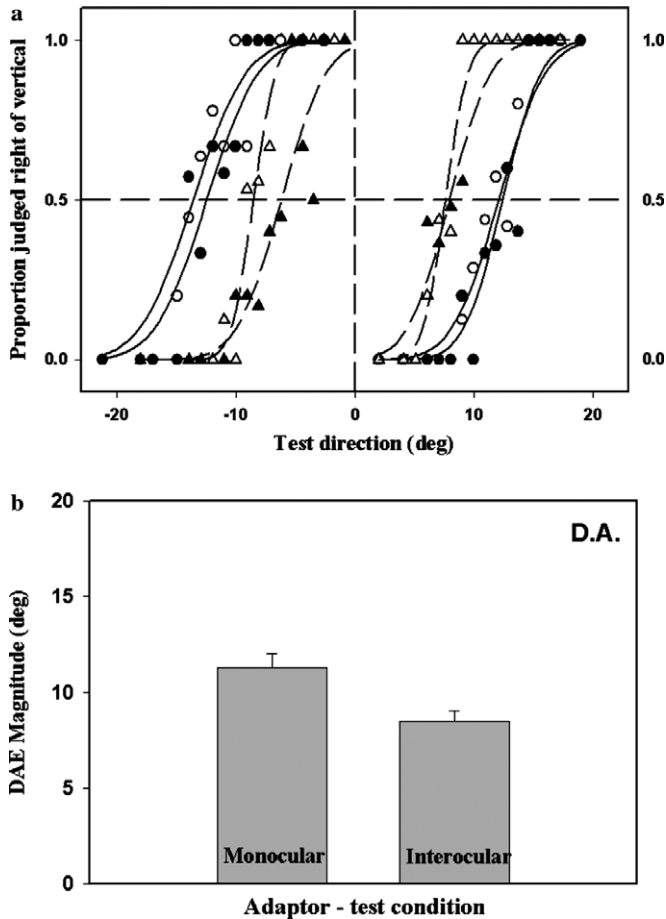 a
1.0 1.0
Proportion judged right of vertical
0.5 0.5
0.0 0.0
-20 -10 0 10 20
Test direction (deg)
b
20
D.A.
15
DAE Magnitude (deg)
10
5
Monocular Interocular
0
Adaptor - test condition